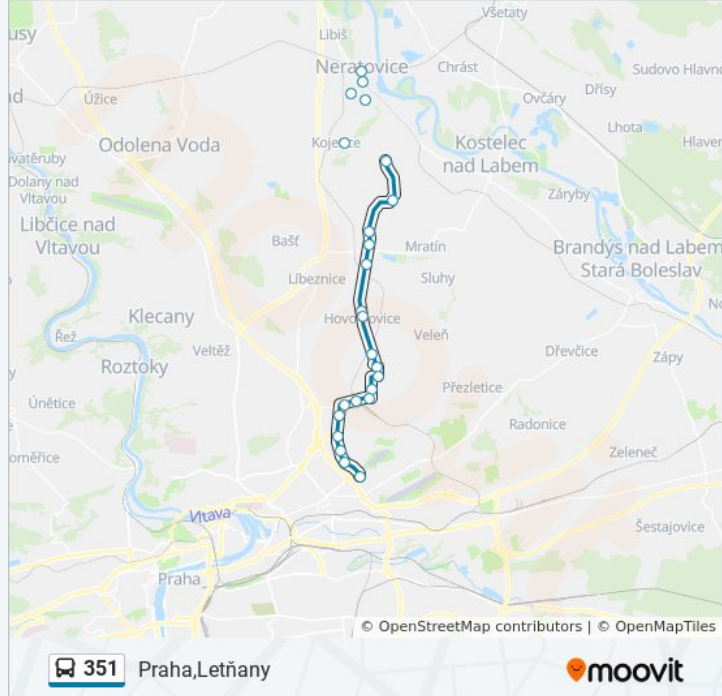 Všetaty
usy
Libiš
Neratovice
Chrást
Sudovo Hlavno
Úžice
Ovčáry
Dřísy
ad
Odolena Voda
Kojetice
Kostelec
nad Labem
Lhota
Hlaven
vatěruby
Dolany nad
Vltavou
Záryby
Libčice nad
Vltavou
Bašť
Mratín
Brandýs nad Labem
Stará Boleslav
Líbeznice
Sluhy
Klecany
Hovorčovice
Veleň
Řež
Veltěž
Dřevčice
Zápy
Roztoky
Únětice
Přezletice
Radonice
oměřice
Zeleneč
Vltava
Šestajovice
Praha
© OpenStreetMap contributors | © OpenMapTiles
351 Praha,Letňany
moovit